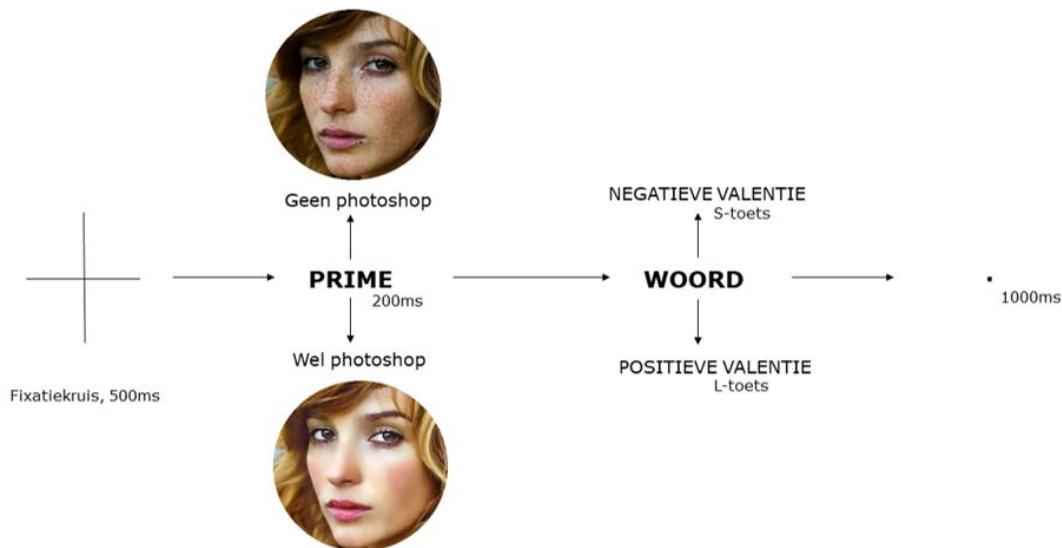 Geen photoshop
NEGATIEVE VALENTIE
S-toets
PRIME
200ms
WOORD
1000ms
Wel photoshop
POSITIEVE VALENTIE
L-toets
Fixatiekruis, 500ms